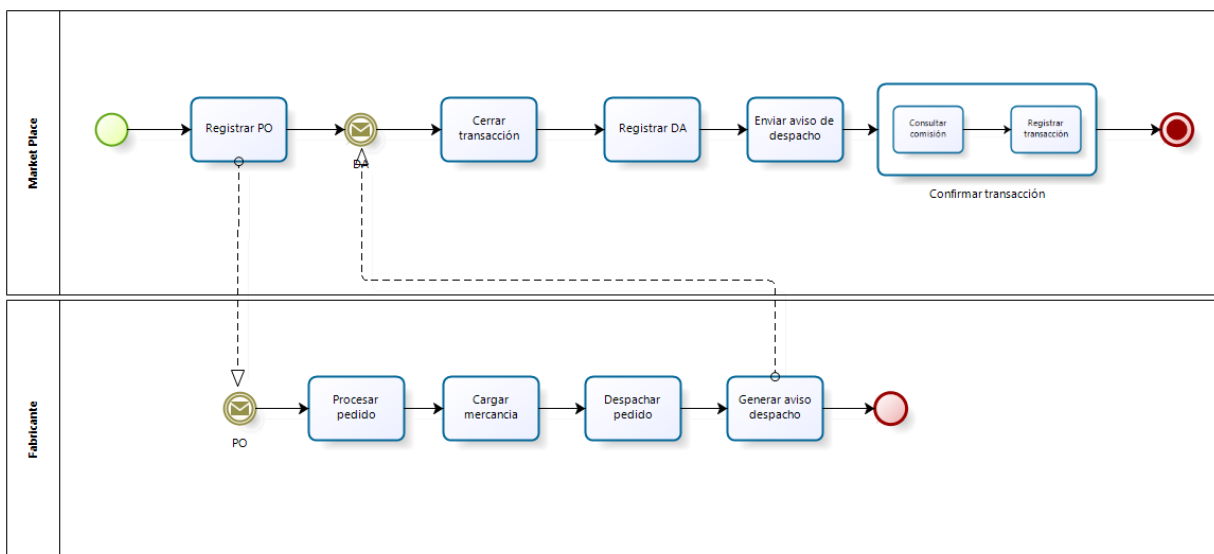 Market Place
Registrar PO
DA
Cerrar
transacción
Registrar DA
Enviar aviso de
despacho
Consultar
comisión
Registrar
transacción
Confirmar transacción
Fabricante
PO
Procesar
pedido
Cargar
mercancia
Despachar
pedido
Generar aviso
despacho